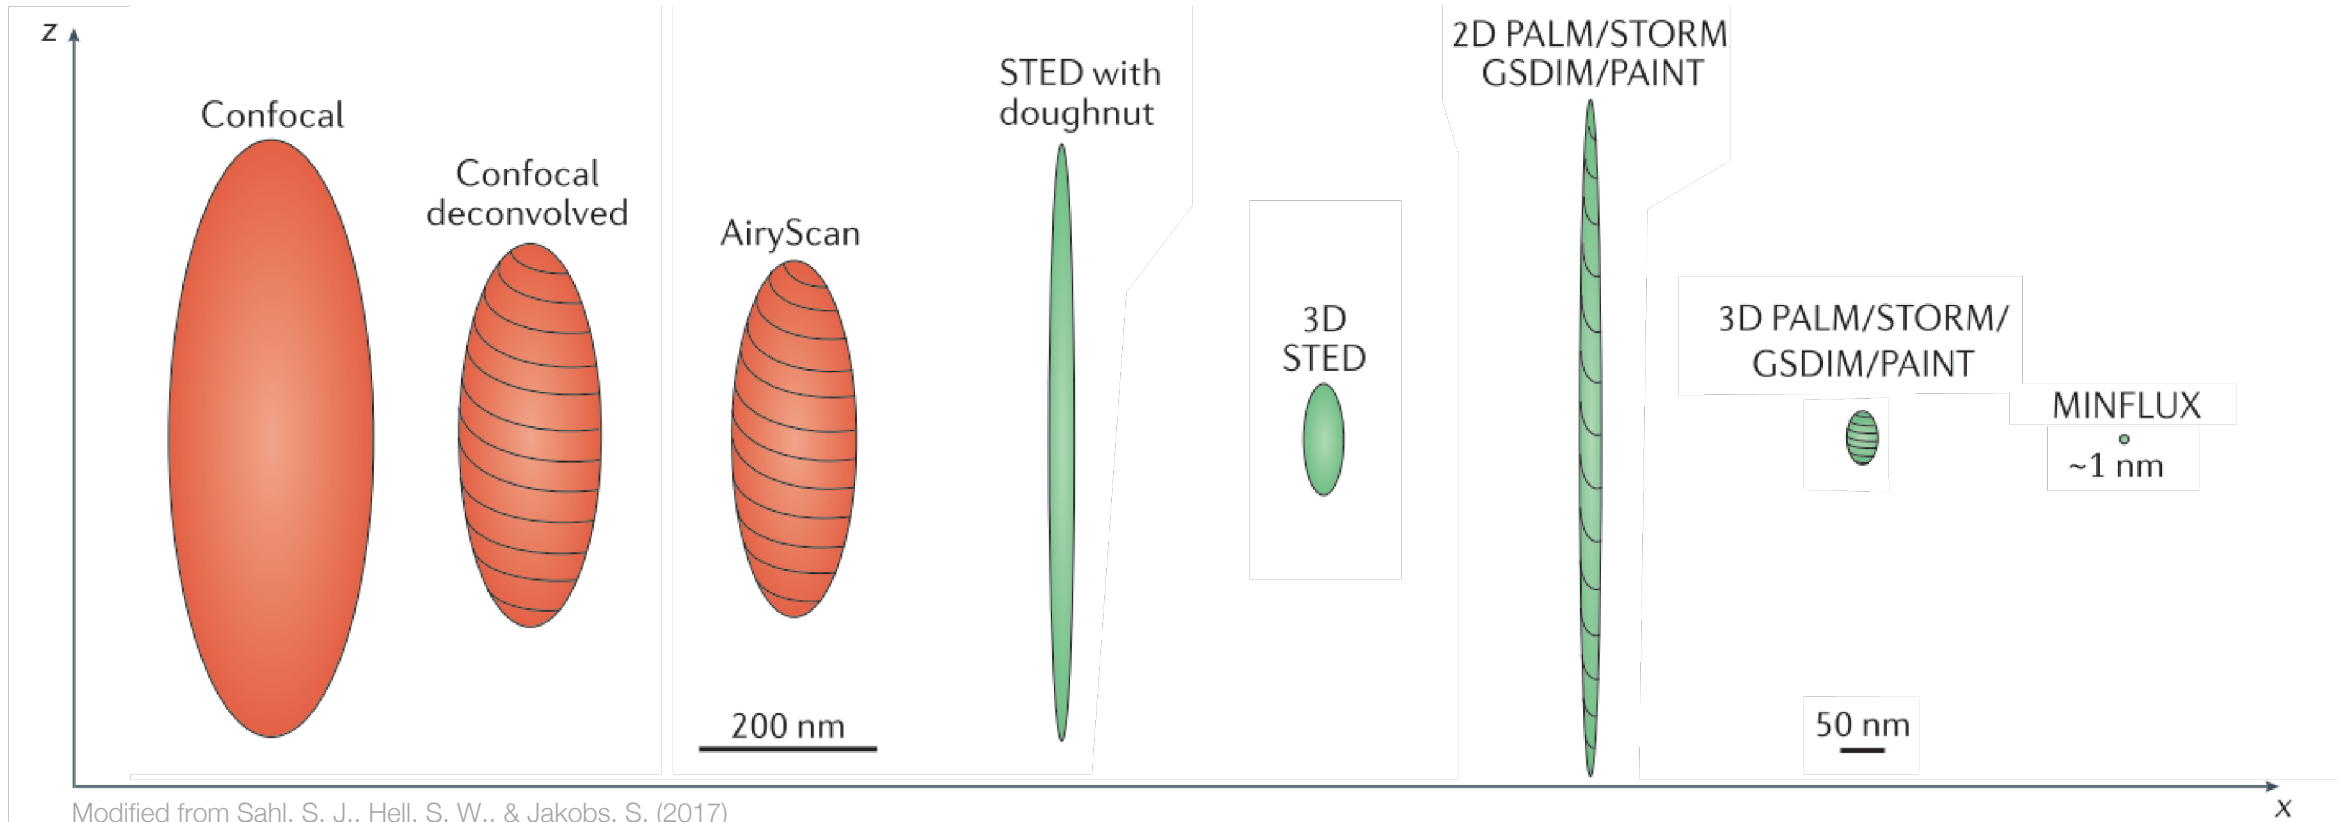 z
Confocal
Confocal
deconvolved
AiryScan
STED with
doughnut
3D
STED
2D PALM/STORM
GSDIM/PAINT
3D PALM/STORM/
GSDIM/PAINT
MINFLUX
~1 nm
200 nm
50 nm
x
Modified from Sahl, S. J., Hell, S. W., & Jakobs, S. (2017)